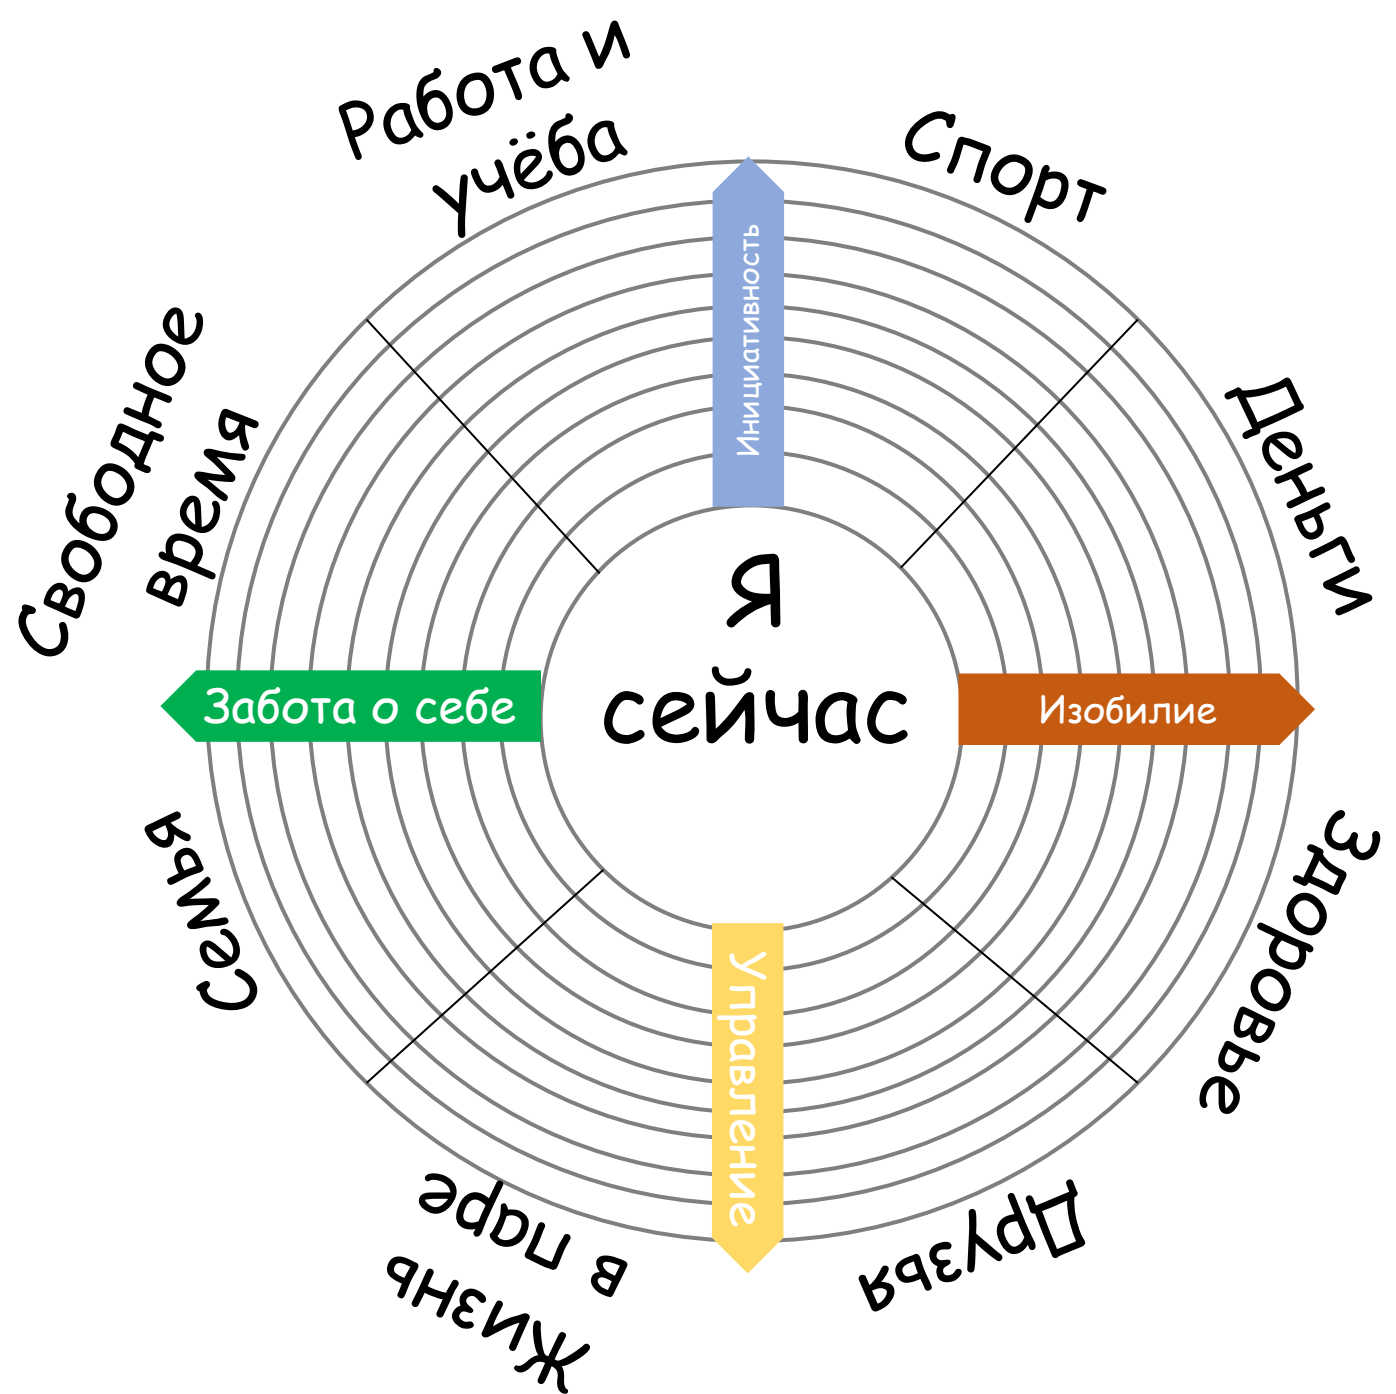 Работа и
учёба
Спорт
Свободное
время
Деньги
Инициативность
Я
сейчас
Забота о себе
Изобилие
Семья
Здоровье
Управление
Жизнь
в паре
Друзья